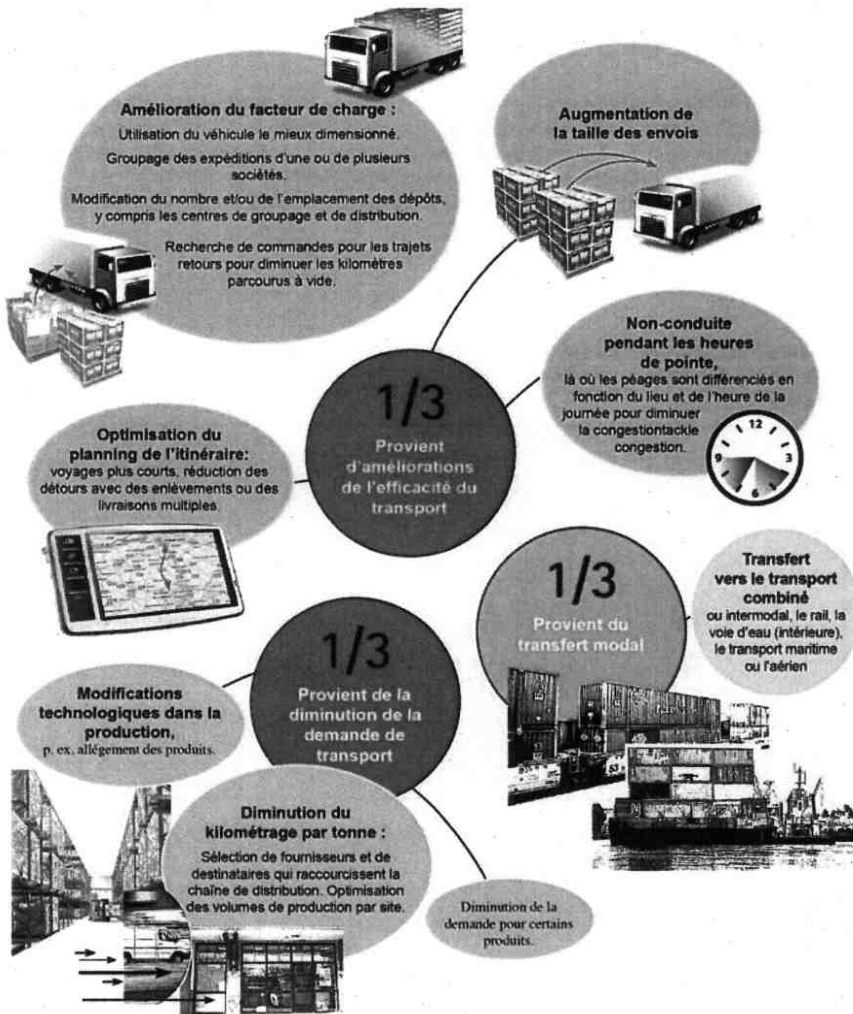 Amélioration du facteur de charge :
Utilisation du véhicule le mieux dimensionné.
Groupage des expéditions d'une ou de plusieurs
sociétés.
Modification du nombre et/ou de l'emplacement des dépôts,
y compris les centres de groupage et de distribution.
Recherche de commandes pour les trajets
retours pour diminuer les kilomètres
parcourus à vide.
Augmentation de
la taille des envois
Non-conduite
pendant les heures
de pointe,
là où les péages sont différenciés en
fonction du lieu et de l'heure de la
journée pour diminuer
la congestiontackle
congestion.
12
3
6
9
1/3
Provient
d'améliorations
de l'efficacité du
transport
Optimisation du
planning de l'itinéraire:
voyages plus courts, réduction des
détours avec des enlèvements ou des
livraisons multiples.
1/3
Provient du
transfert modal
Transfert
vers le transport
combiné
ou intermodal, le rail, la
voie d'eau (intérieure),
le transport maritime
ou l'aérien
53
1/3
Provient de la
diminution de la
demande de
transport
Modifications
technologiques dans la
production,
p. ex. allégement des produits.
Diminution du
kilométrage par tonne :
Sélection de fournisseurs et de
destinataires qui raccourcissent la
chaîne de distribution. Optimisation
des volumes de production par site.
Diminution de la
demande pour certains
produits.